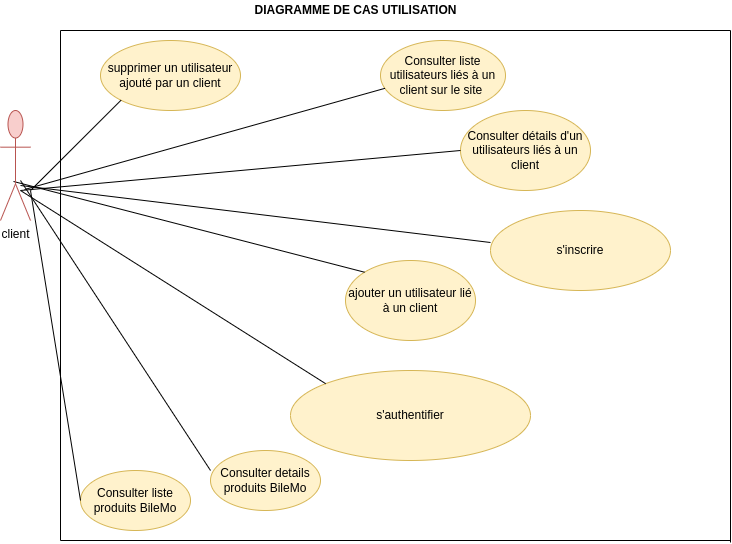 DIAGRAMME DE CAS UTILISATION
supprimer un utilisateur
ajouté par un client
Consulter liste
utilisateurs liés à un
client sur le site
Consulter détails d'un
utilisateurs liés à un
client
client
s'inscrire
ajouter un utilisateur lié
à un client
s'authentifier
Consulter details
produits BileMo
Consulter liste
produits BileMo